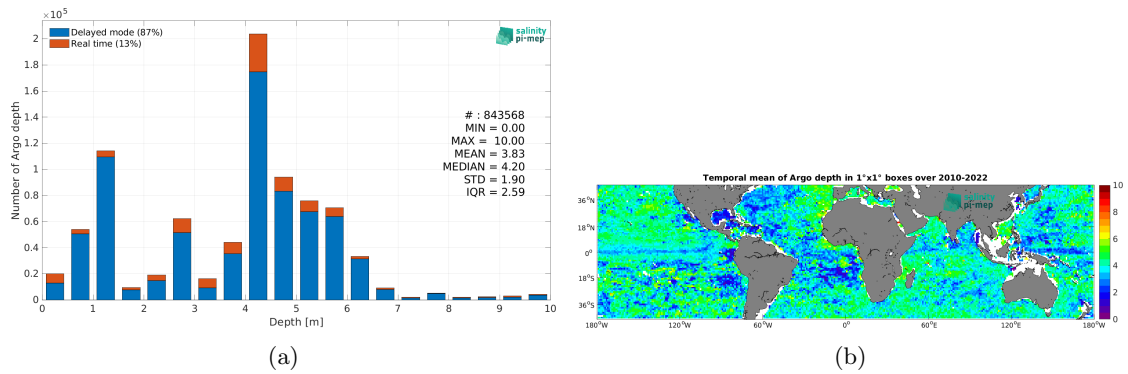 ×10⁵
Delayed mode (87%)
Real time (13%)
salinity
pi-mep
2
1.8
1.6
1.4
1.2
1
0.8
0.6
0.4
0.2
0
Number of Argo depth
# : 843568
MIN = 0.00
MAX = 10.00
MEAN = 3.83
MEDIAN = 4.20
STD = 1.90
IQR = 2.59
0 1 2 3 4 5 6 7 8 9 10
Depth [m]
(a)
Temporal mean of Argo depth in 1°x1° boxes over 2010-2022
salinity
pi-mep
36°N
18°N
0°
18°S
36°S
180°W 120°W 60°W 0°W 60°E 120°E 180°W
10
8
6
4
2
0
(b)